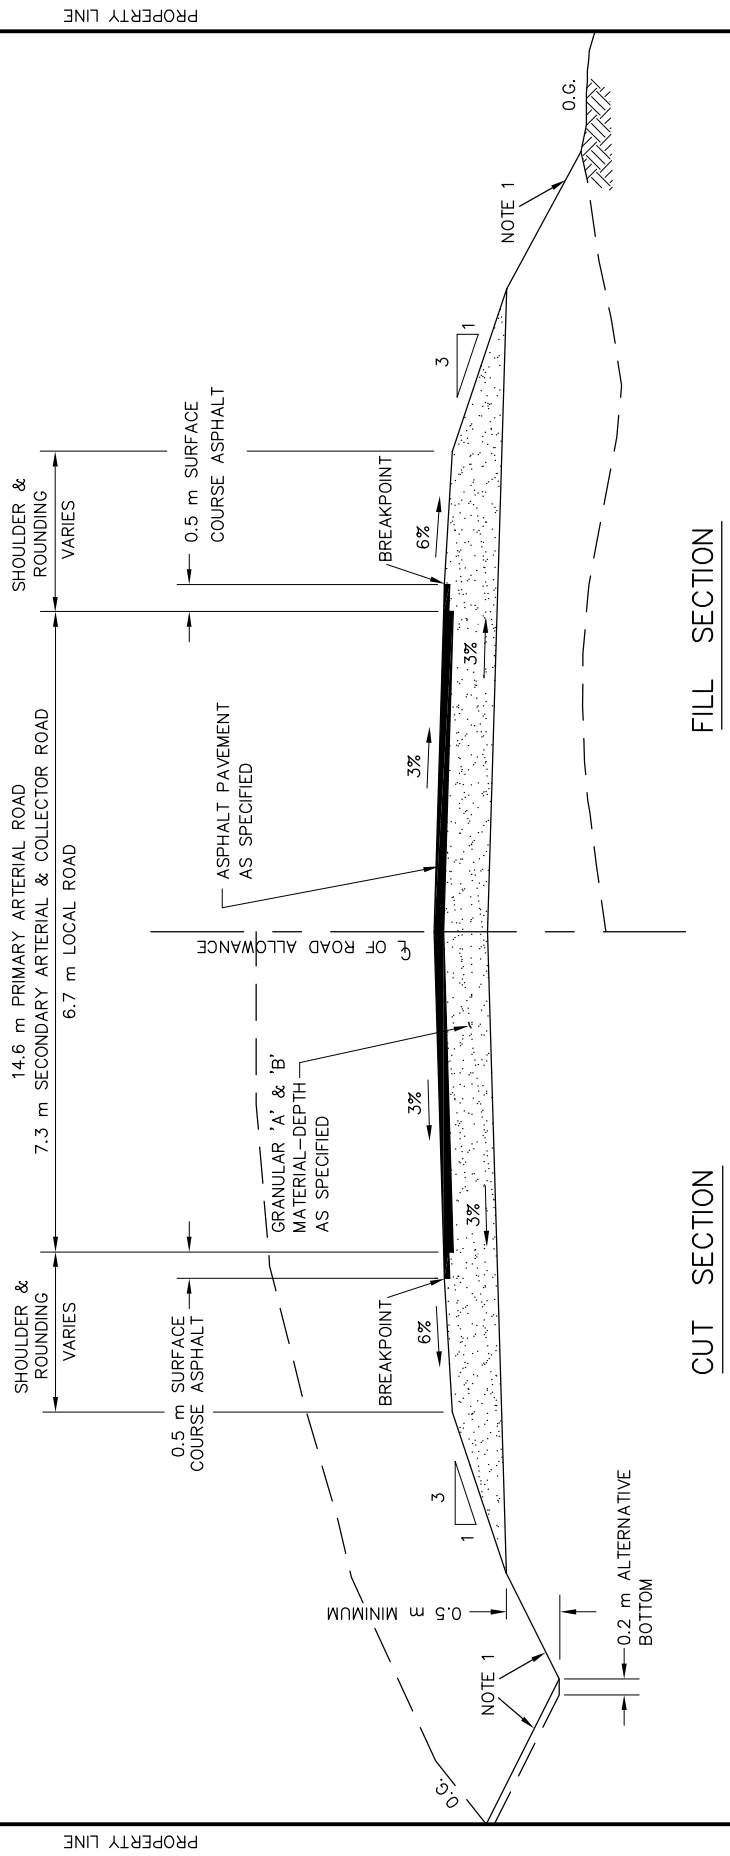 PROPERTY LINE
PROPERTY LINE
14.6 m PRIMARY ARTERIAL ROAD
7.3 m SECONDARY ARTERIAL & COLLECTOR ROAD
6.7 m LOCAL ROAD
SHOULDER &
ROUNDING
VARIES
SHOULDER &
ROUNDING
VARIES
0.5 m SURFACE
COURSE ASPHALT
0.5 m SURFACE
COURSE ASPHALT
GRANULAR 'A' & 'B'
MATERIAL-DEPTH
AS SPECIFIED
℄ OF ROAD ALLOWANCE
ASPHALT PAVEMENT
AS SPECIFIED
BREAKPOINT
BREAKPOINT
6%
3%
3%
6%
3%
3%
3
1
3
1
O.G.
NOTE 1
0.5 m MINIMUM
0.2 m ALTERNATIVE
BOTTOM
NOTE 1
O.G.
CUT SECTION
FILL SECTION